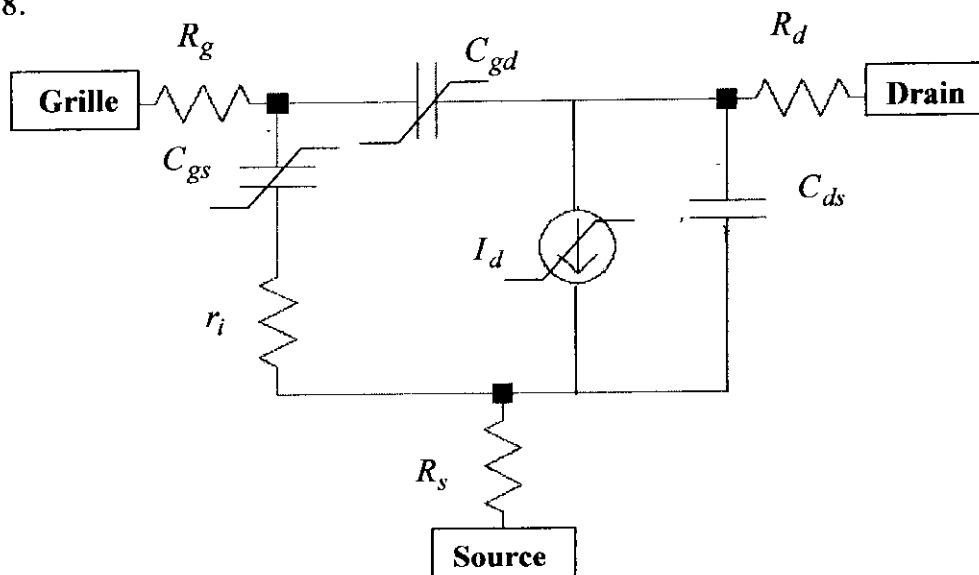 8.
R_g
C_gd
R_d
Grille
Drain
C_gs
C_ds
I_d
r_i
R_s
Source